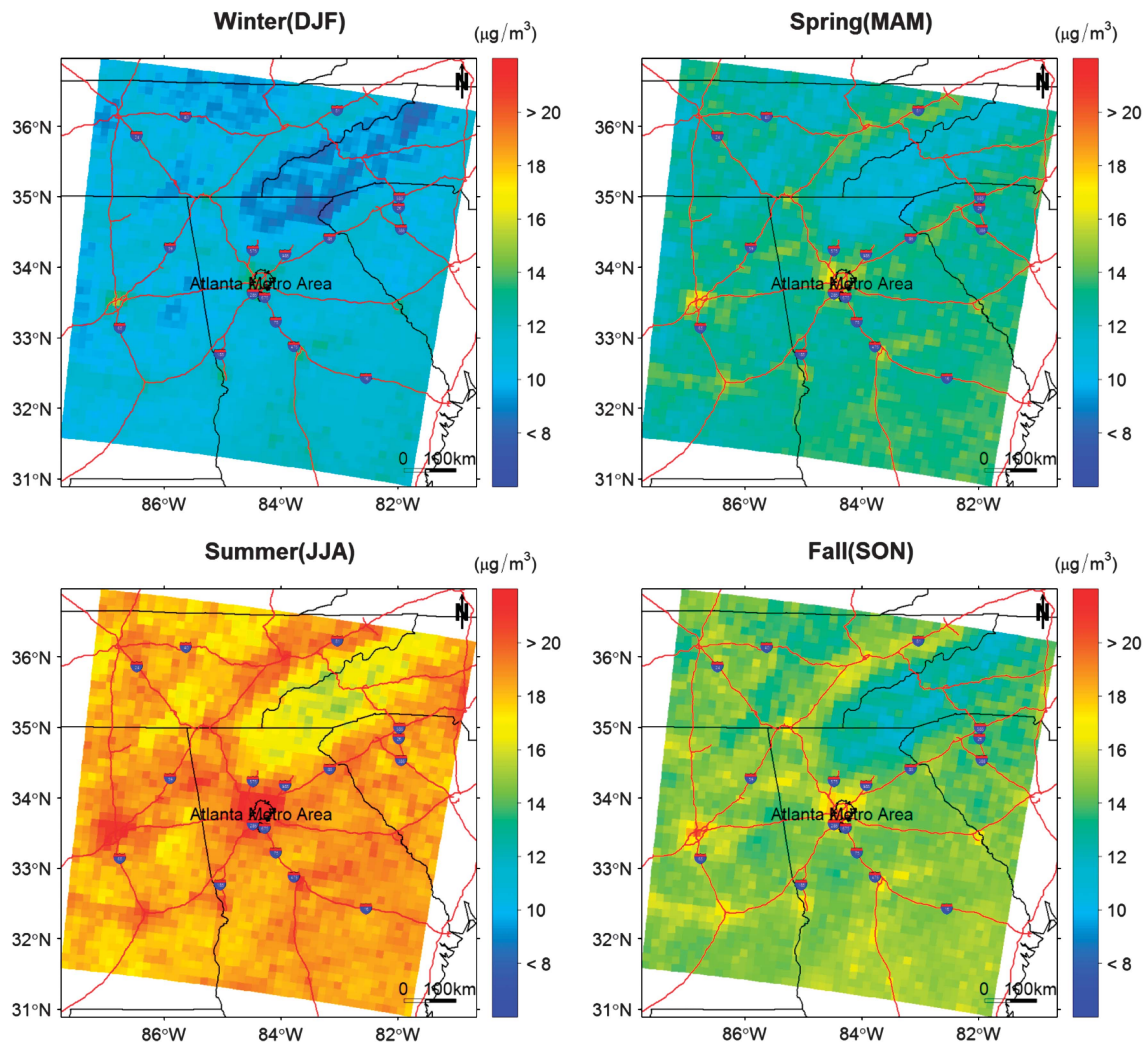 Winter(DJF)
(μg/m³)
Spring(MAM)
(μg/m³)
N
N
36°N
35°N
34°N
33°N
32°N
31°N
86°W
84°W
82°W
Atlanta Metro Area
0 100km
> 20
18
16
14
12
10
< 8
36°N
35°N
34°N
33°N
32°N
31°N
86°W
84°W
82°W
Atlanta Metro Area
0 100km
> 20
18
16
14
12
10
< 8
Summer(JJA)
(μg/m³)
Fall(SON)
(μg/m³)
N
N
36°N
35°N
34°N
33°N
32°N
31°N
86°W
84°W
82°W
Atlanta Metro Area
0 100km
> 20
18
16
14
12
10
< 8
36°N
35°N
34°N
33°N
32°N
31°N
86°W
84°W
82°W
Atlanta Metro Area
0 100km
> 20
18
16
14
12
10
< 8